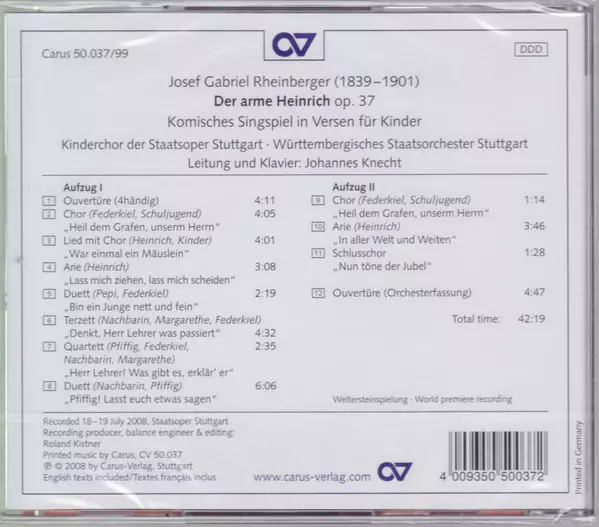 Carus 50.037/99
DDD
Josef Gabriel Rheinberger (1839–1901)
Der arme Heinrich op. 37
Komisches Singspiel in Versen für Kinder
Kinderchor der Staatsoper Stuttgart · Württembergisches Staatsorchester Stuttgart
Leitung und Klavier: Johannes Knecht
Aufzug I
1 Ouvertüre (4händig) 4:11
2 Chor (Federkiel, Schuljugend) 4:05
„Heil dem Grafen, unserm Herrn“
3 Lied mit Chor (Heinrich, Kinder) 4:01
„War einmal ein Mäuslein“
4 Arie (Heinrich) 3:08
„Lass mich ziehen, lass mich scheiden“
5 Duett (Pepi, Federkiel) 2:19
„Bin ein Junge nett und fein“
6 Terzett (Nachbarin, Margarethe, Federkiel)
„Denkt, Herr Lehrer was passiert“ 4:32
7 Quartett (Pfiffig, Federkiel, 2:35
Nachbarin, Margarethe)
„Herr Lehrer! Was gibt es, erklär’ er“
8 Duett (Nachbarin, Pfiffig) 6:06
„Pfiffig! Lasst euch etwas sagen“
Aufzug II
9 Chor (Federkiel, Schuljugend) 1:14
„Heil dem Grafen, unserm Herrn“
10 Arie (Heinrich) 3:46
„In aller Welt und Weiten“
11 Schlusschor 1:28
„Nun töne der Jubel“
12 Ouvertüre (Orchesterfassung) 4:47
Total time: 42:19
Weltersteinspielung · World premiere recording
Recorded 18–19 July 2008, Staatsoper Stuttgart
Recording producer, balance engineer & editing:
Roland Kistner
Printed music by Carus, CV 50.037
℗ © 2008 by Carus-Verlag, Stuttgart
English texts included/Textes français inclus
www.carus-verlag.com
4 009350 500372
Printed in Germany